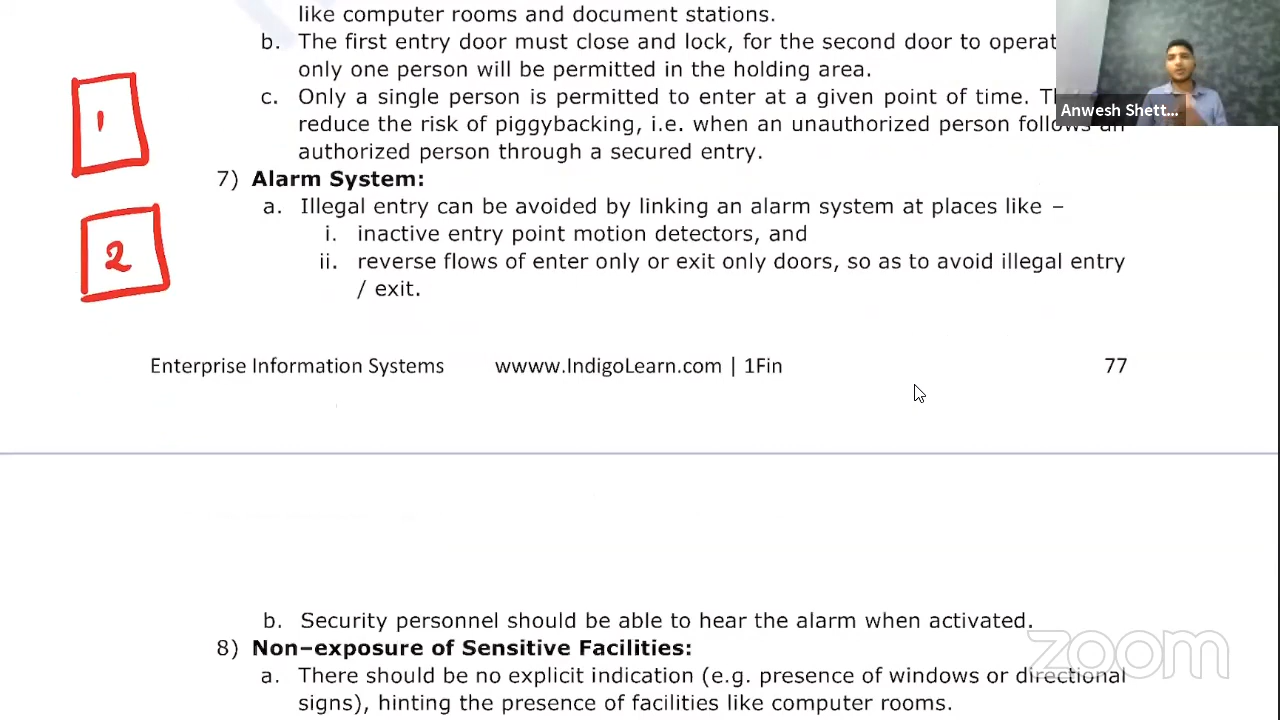 like computer rooms and document stations.
b. The first entry door must close and lock, for the second door to operat
only one person will be permitted in the holding area.
c. Only a single person is permitted to enter at a given point of time. T
reduce the risk of piggybacking, i.e. when an unauthorized person follows an
authorized person through a secured entry.
Anwesh Shett...
1
2
7) Alarm System:
a. Illegal entry can be avoided by linking an alarm system at places like –
i. inactive entry point motion detectors, and
ii. reverse flows of enter only or exit only doors, so as to avoid illegal entry
/ exit.
Enterprise Information Systems wwww.IndigoLearn.com | 1Fin 77
b. Security personnel should be able to hear the alarm when activated.
8) Non–exposure of Sensitive Facilities:
a. There should be no explicit indication (e.g. presence of windows or directional
signs), hinting the presence of facilities like computer rooms.
zoom